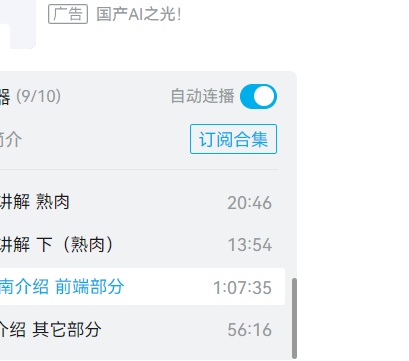 广告 国产AI之光!
器 (9/10) 自动连播
简介 订阅合集
讲解 熟肉 20:46
讲解 下（熟肉） 13:54
南介绍 前端部分 1:07:35
介绍 其它部分 56:16